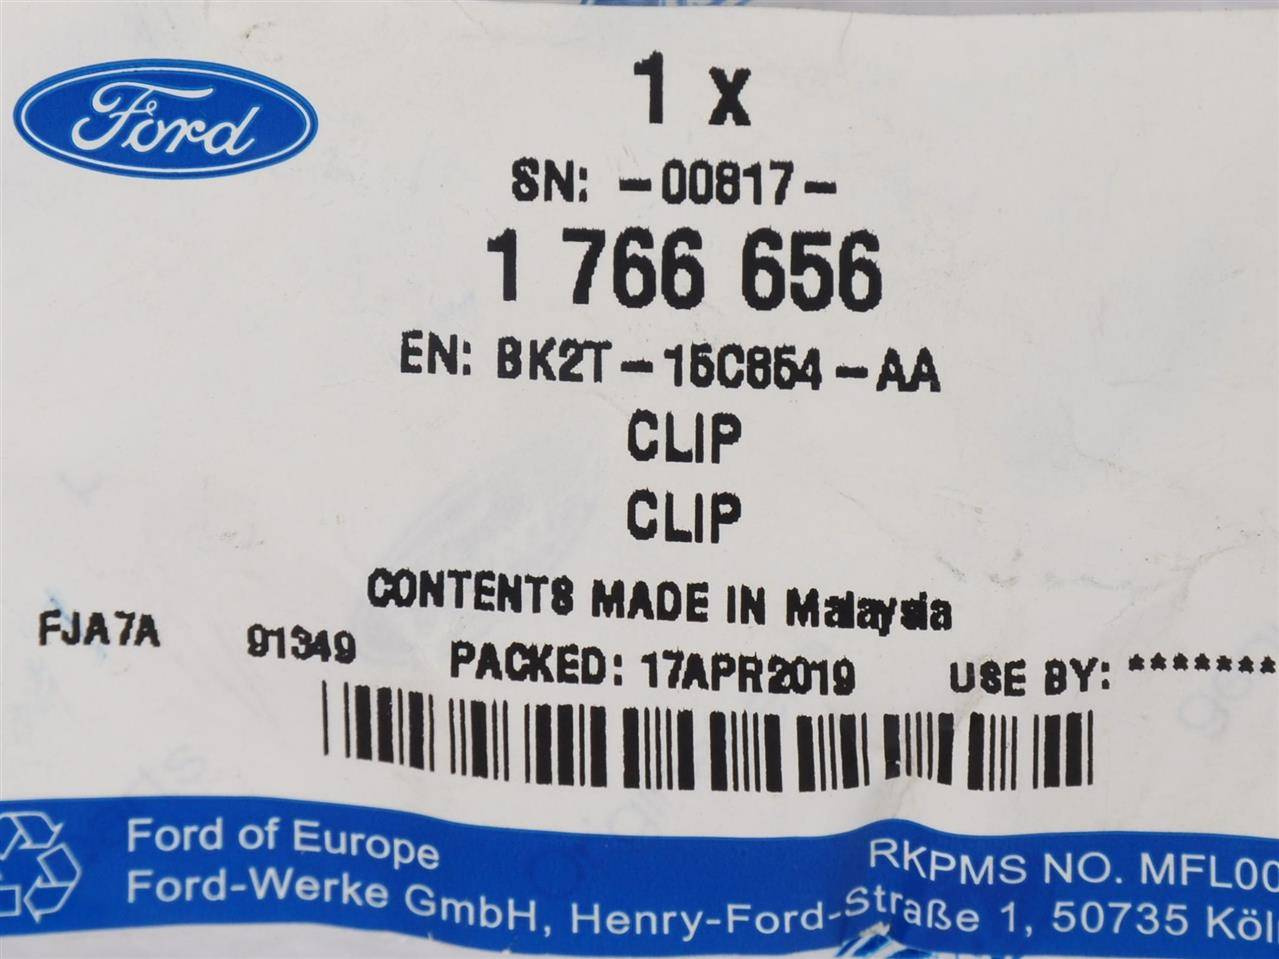 Ford
1 x
SN: -00817-
1 766 656
EN: BK2T-15C854-AA
CLIP
CLIP
CONTENTS MADE IN Malaysia
FJA7A 91349 PACKED: 17APR2019 USE BY: *******
Ford of Europe
Ford-Werke GmbH, Henry-Ford-Straße 1, 50735 Köl
RKPMS NO. MFL00